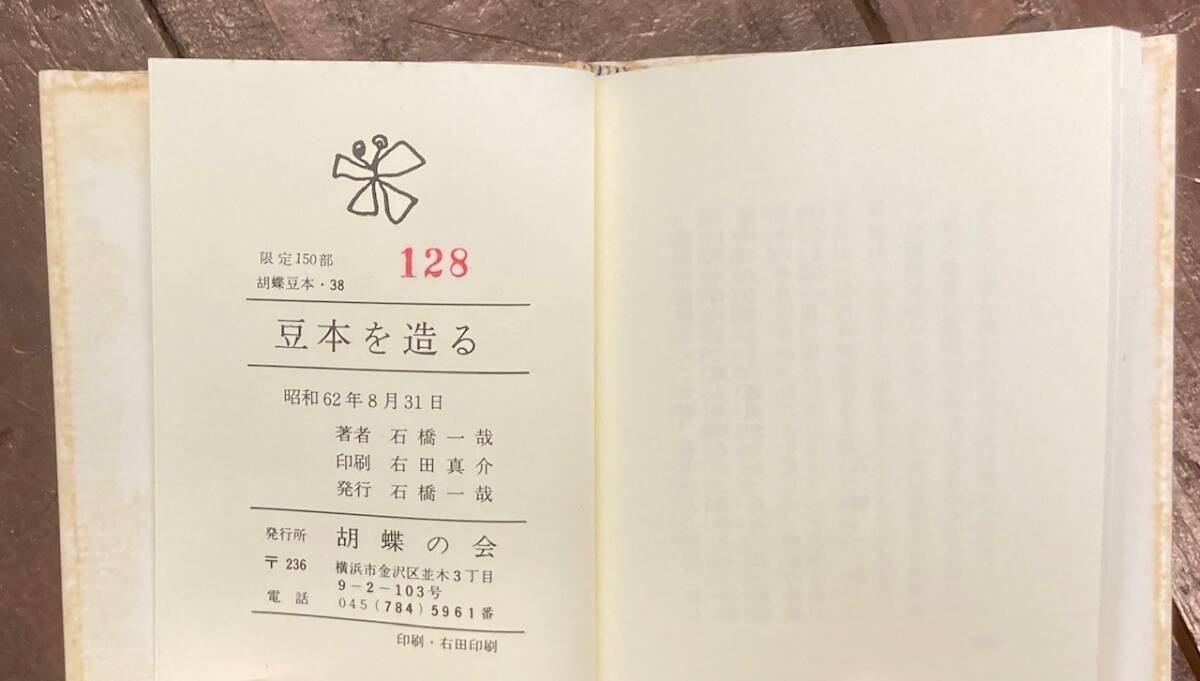 限定150部
128
胡蝶豆本・38
豆本を造る
昭和62年8月31日
著者 石橋一哉
印刷 右田真介
発行 石橋一哉
発行所 胡蝶の会
〒236 横浜市金沢区並木3丁目
9-2-103号
電話 045(784)5961番
印刷・右田印刷